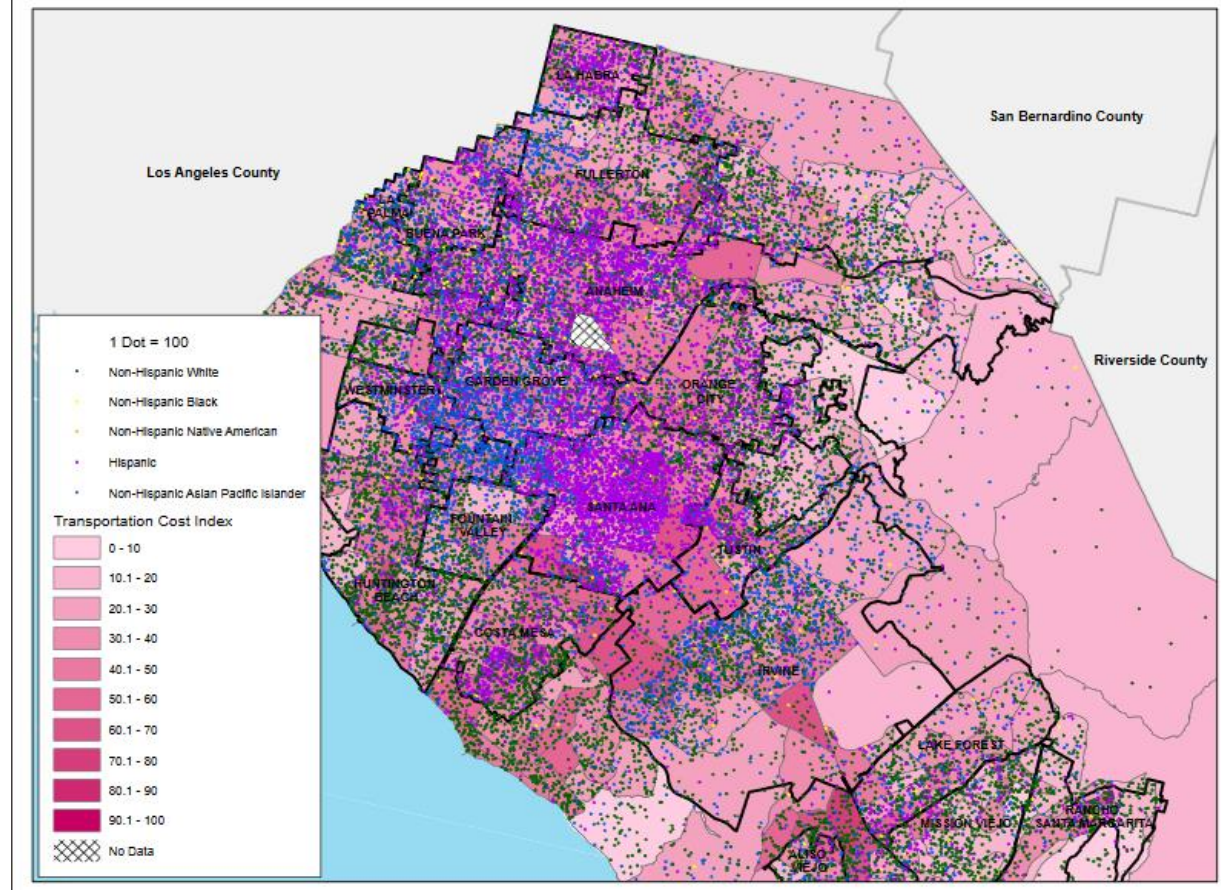 San Bernardino County
Los Angeles County
Riverside County
LA HABRA
FULLERTON
LA
PALMA
BUENA PARK
ANAHEIM
GARDEN GROVE
WESTMINSTER
ORANGE
CITY
SANTA ANA
FOUNTAIN
VALLEY
TUSTIN
HUNTINGTON
BEACH
COSTA MESA
IRVINE
LAKE FOREST
MISSION VIEJO
RANCHO
SANTA MARGARITA
ALISO
VIEJO
1 Dot = 100
Non-Hispanic White
Non-Hispanic Black
Non-Hispanic Native American
Hispanic
Non-Hispanic Asian Pacific Islander
Transportation Cost Index
0 - 10
10.1 - 20
20.1 - 30
30.1 - 40
40.1 - 50
50.1 - 60
60.1 - 70
70.1 - 80
80.1 - 90
90.1 - 100
No Data